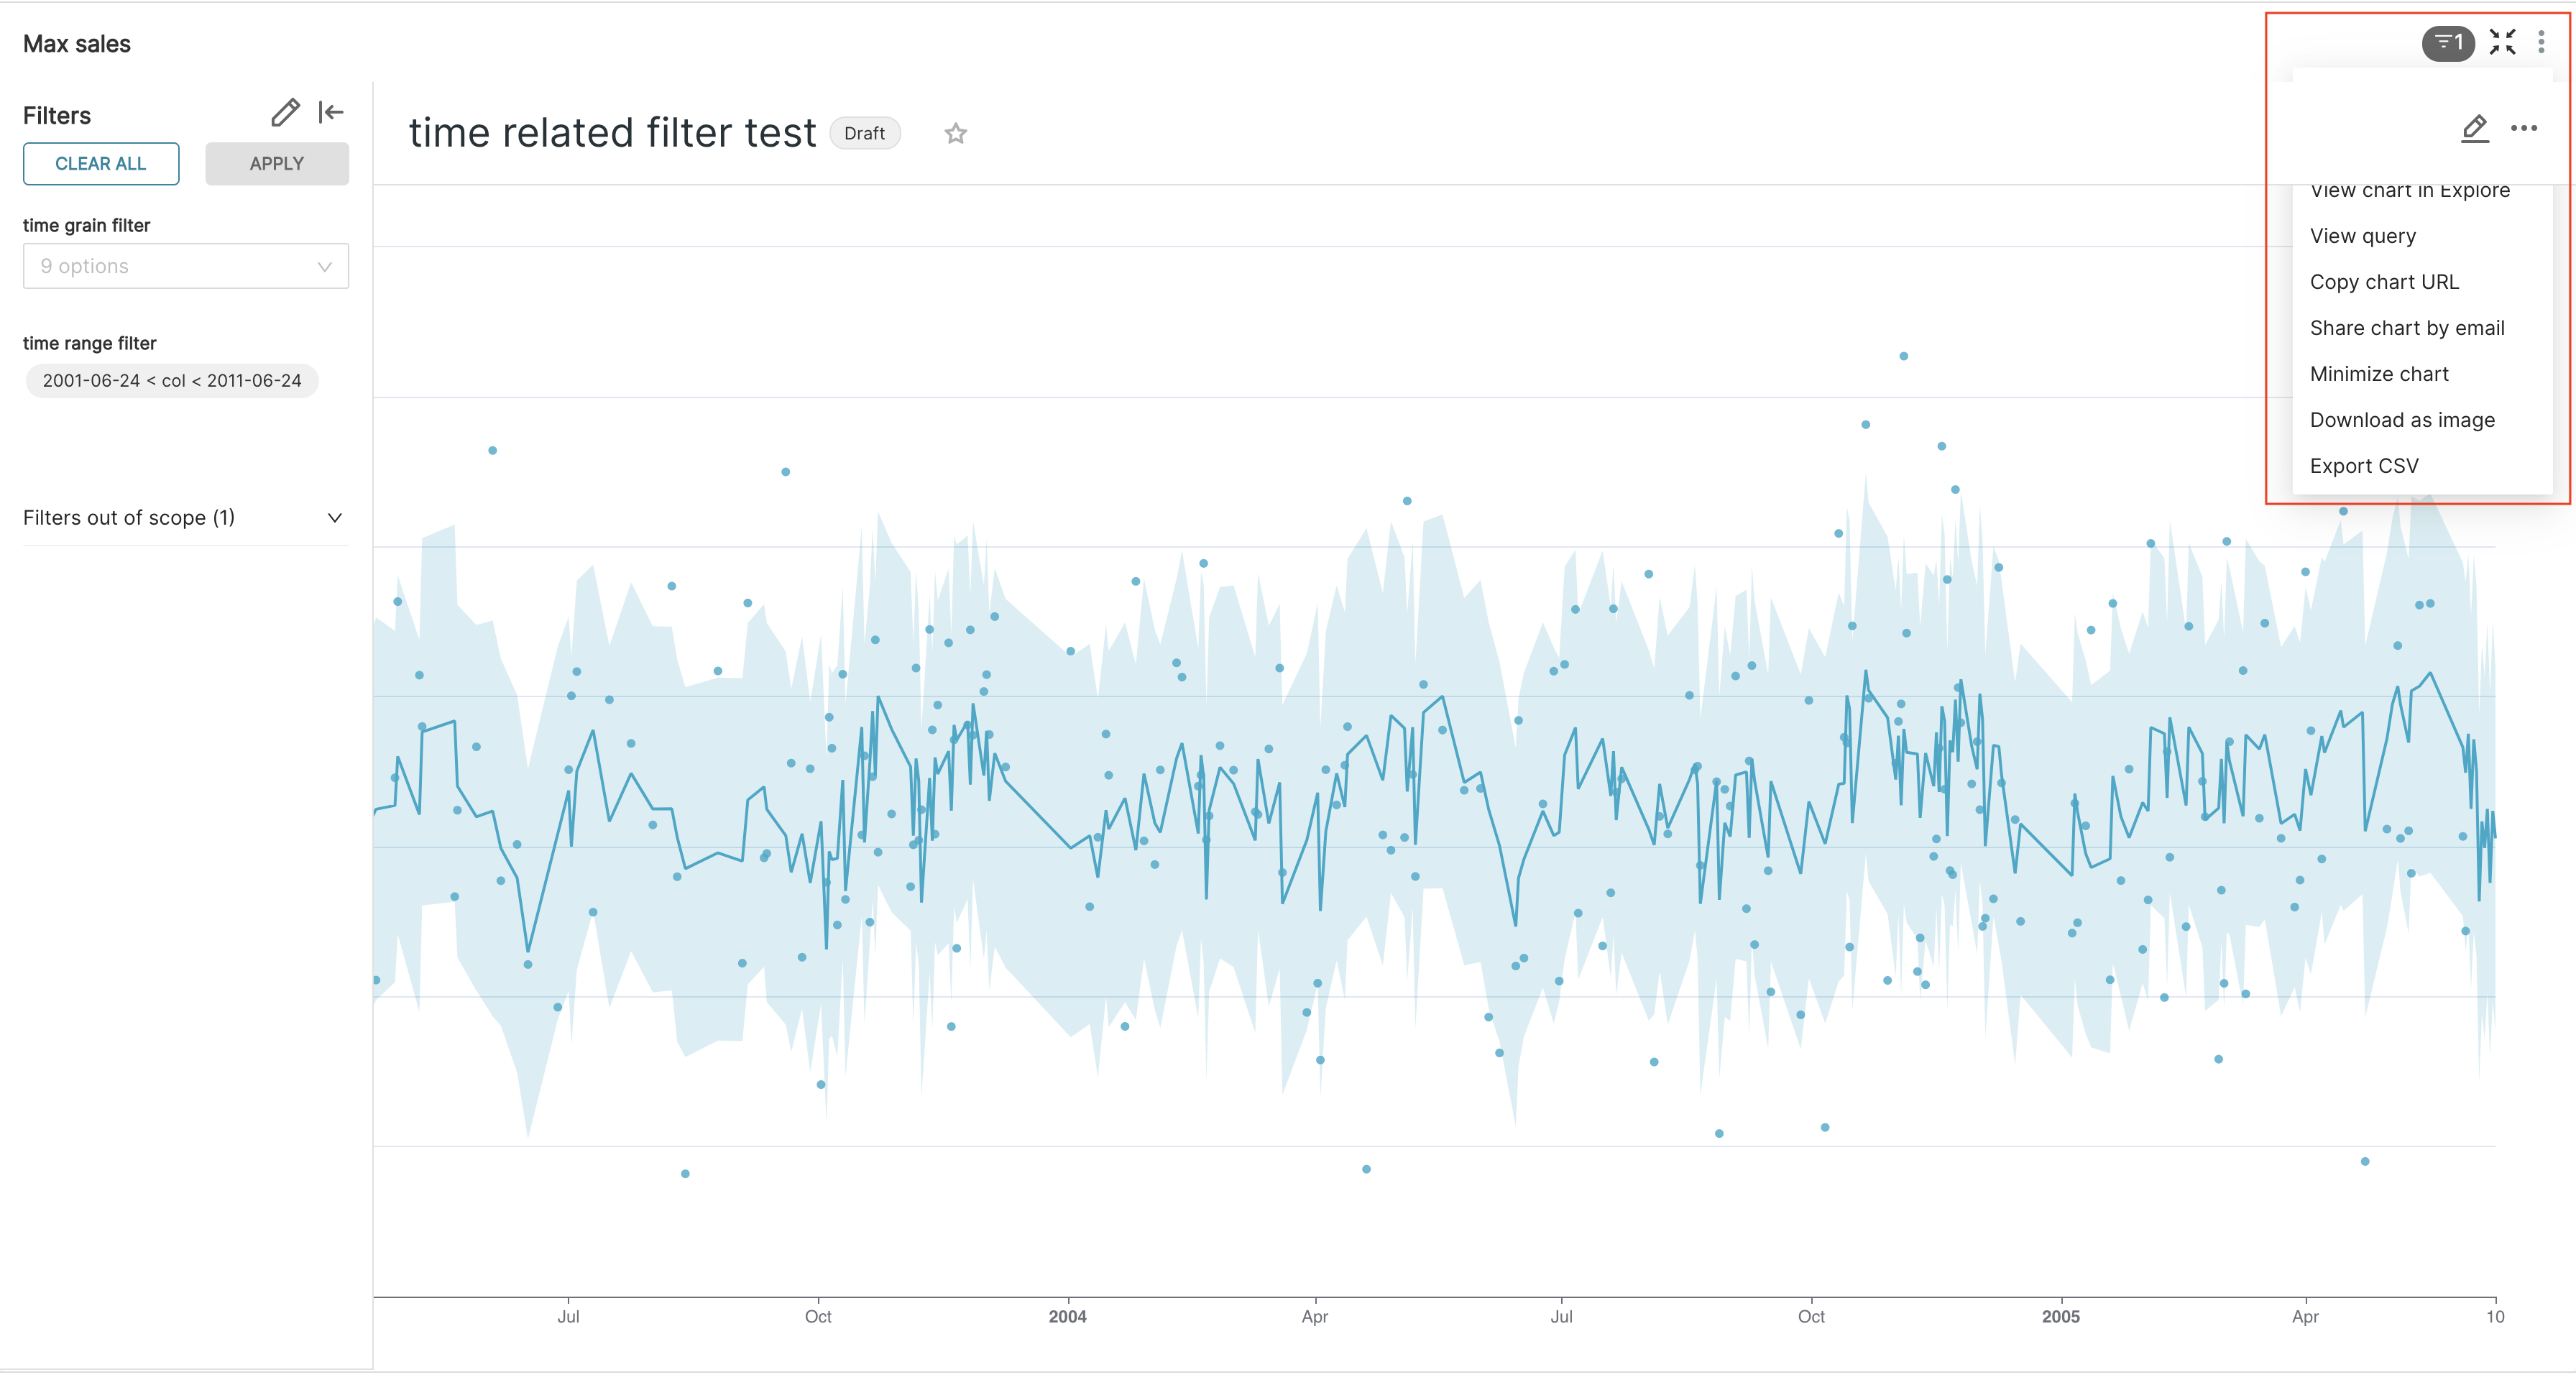 Max sales
1
Filters
CLEAR ALL
APPLY
time grain filter
9 options
time range filter
2001-06-24 < col < 2011-06-24
Filters out of scope (1)
time related filter test
Draft
View chart in Explore
View query
Copy chart URL
Share chart by email
Minimize chart
Download as image
Export CSV
Jul
Oct
2004
Apr
Jul
Oct
2005
Apr
10